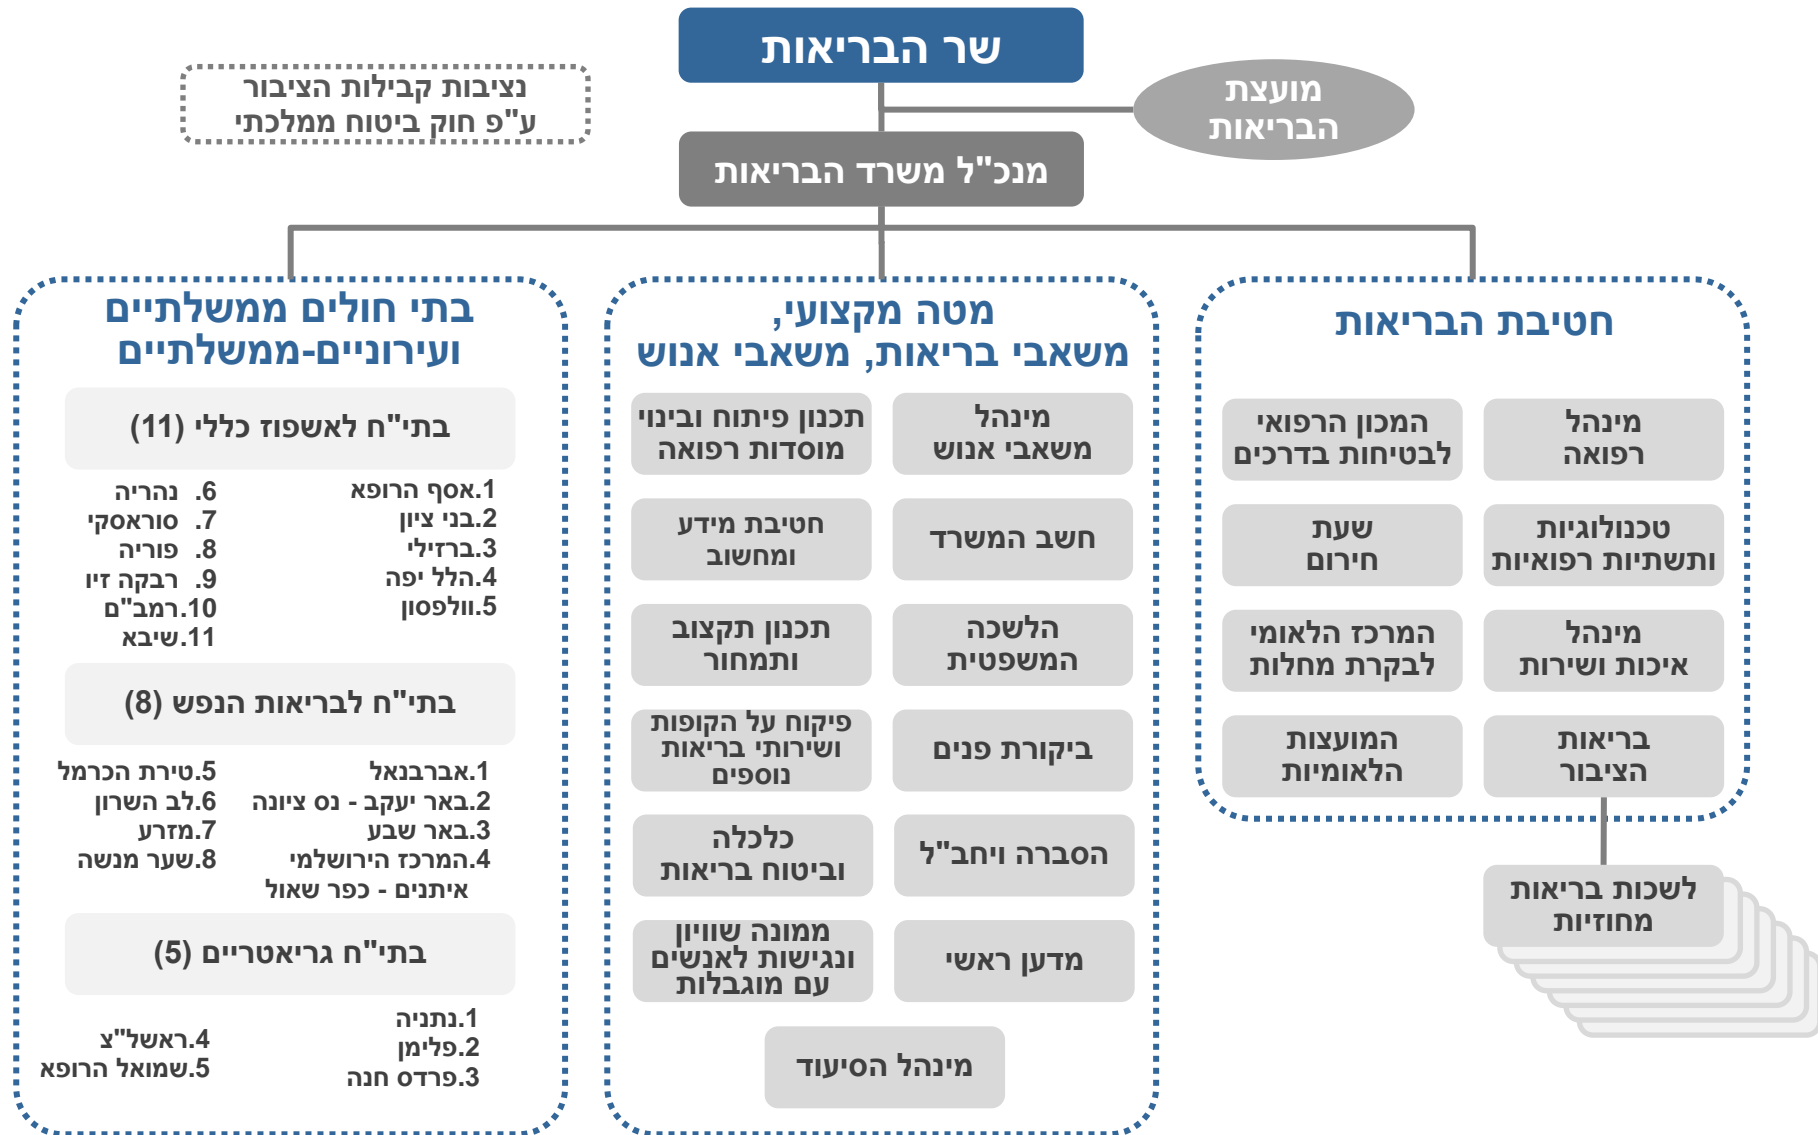 שר הבריאות
מועצת
הבריאות
נציבות קבילות הציבור
ע"פ חוק ביטוח ממלכתי
מנכ"ל משרד הבריאות
חטיבת הבריאות
מינהל
רפואה
המכון הרפואי
לבטיחות בדרכים
טכנולוגיות
ותשתיות רפואיות
שעת
חירום
מינהל
איכות ושירות
המרכז הלאומי
לבקרת מחלות
בריאות
הציבור
המועצות
הלאומיות
לשכות בריאות
מחוזיות
מטה מקצועי,
משאבי בריאות, משאבי אנוש
מינהל
משאבי אנוש
תכנון פיתוח ובינוי
מוסדות רפואה
חשב המשרד
חטיבת מידע
ומחשוב
הלשכה
המשפטית
תכנון תקצוב
ותמחור
ביקורת פנים
פיקוח על הקופות
ושירותי בריאות
נוספים
הסברה ויחב"ל
כלכלה
וביטוח בריאות
מדען ראשי
ממונה שוויון
ונגישות לאנשים
עם מוגבלות
מינהל הסיעוד
בתי חולים ממשלתיים
ועירוניים-ממשלתיים
בתי"ח לאשפוז כללי (11)
1.אסף הרופא
2.בני ציון
3.ברזילי
4.הלל יפה
5.וולפסון
6. נהריה
7. סוראסקי
8. פוריה
9. רבקה זיו
10.רמב"ם
11.שיבא
בתי"ח לבריאות הנפש (8)
1.אברבנאל
2.באר יעקב - נס ציונה
3.באר שבע
4.המרכז הירושלמי
איתנים - כפר שאול
5.טירת הכרמל
6.לב השרון
7.מזרע
8.שער מנשה
בתי"ח גריאטריים (5)
1.נתניה
2.פלימן
3.פרדס חנה
4.ראשל"צ
5.שמואל הרופא